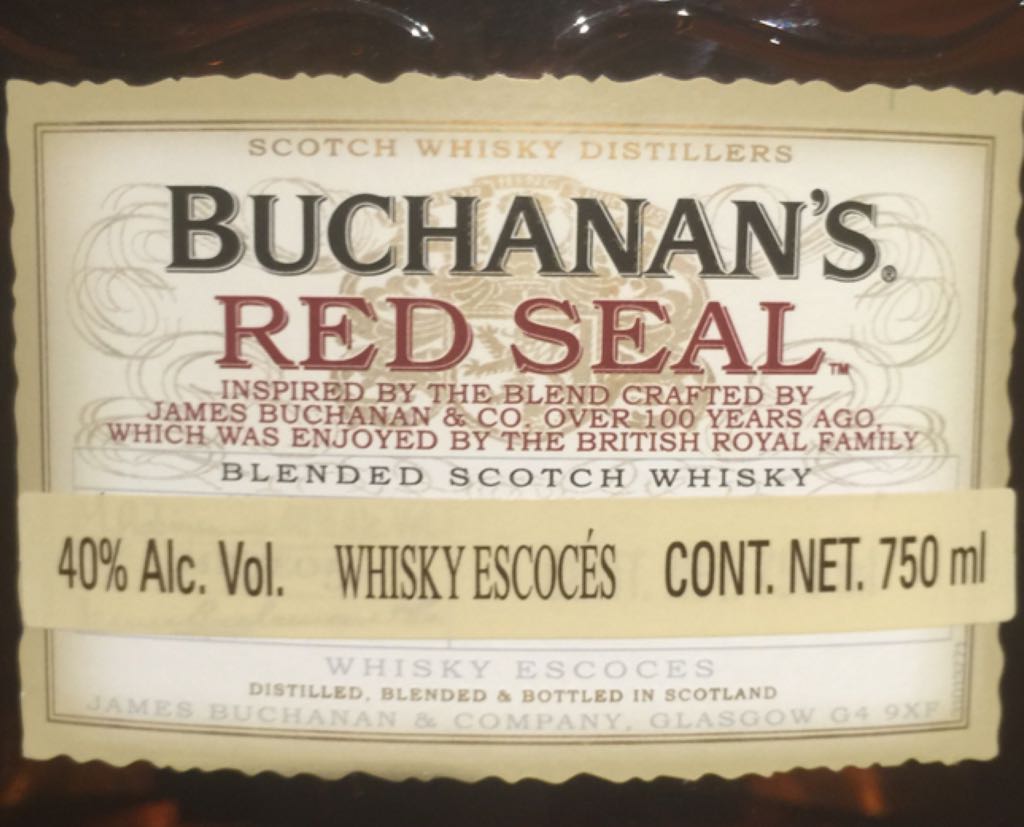 SCOTCH WHISKY DISTILLERS
BUCHANAN'S®
RED SEAL™
INSPIRED BY THE BLEND CRAFTED BY
JAMES BUCHANAN & CO. OVER 100 YEARS AGO,
WHICH WAS ENJOYED BY THE BRITISH ROYAL FAMILY
BLENDED SCOTCH WHISKY
40% Alc. Vol. WHISKY ESCOCÉS CONT. NET. 750 ml
WHISKY ESCOCES
DISTILLED, BLENDED & BOTTLED IN SCOTLAND
JAMES BUCHANAN & COMPANY, GLASGOW G4 9XF